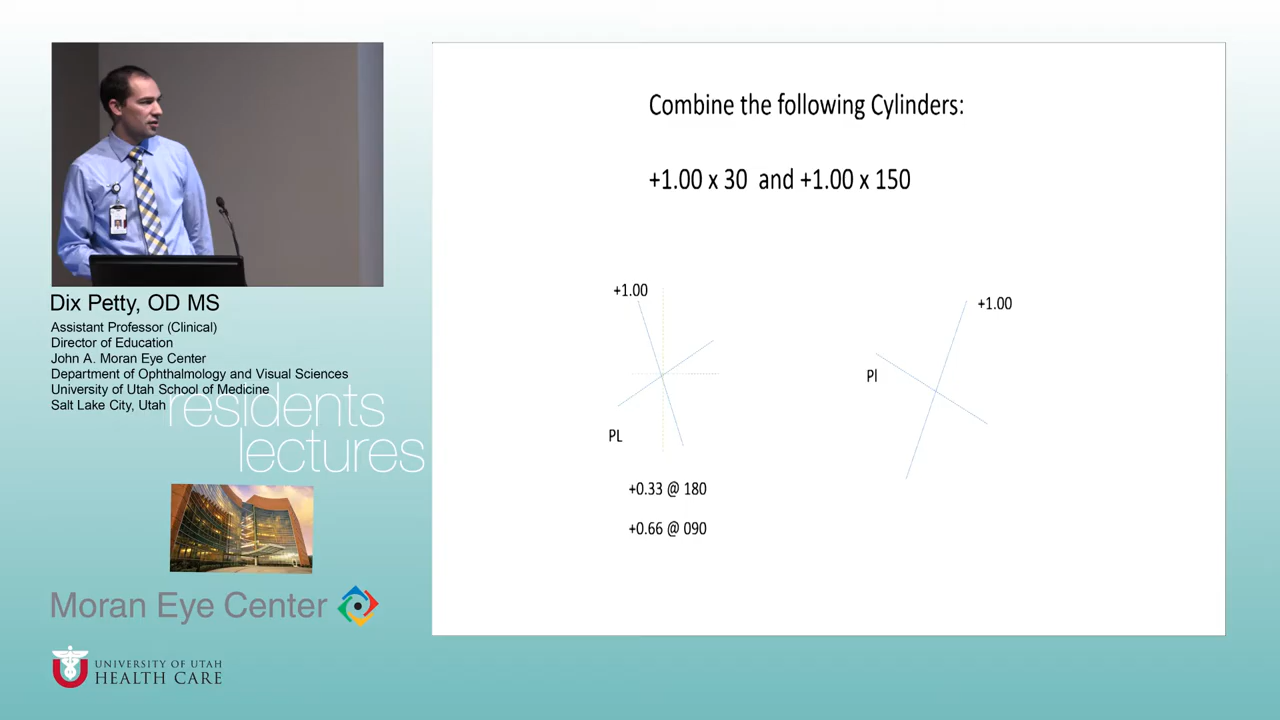 Combine the following Cylinders:
+1.00 x 30 and +1.00 x 150
+1.00
PL
+0.33 @ 180
+0.66 @ 090
+1.00
Pl
Dix Petty, OD MS
Assistant Professor (Clinical)
Director of Education
John A. Moran Eye Center
Department of Ophthalmology and Visual Sciences
University of Utah School of Medicine
Salt Lake City, Utah
residents
lectures
Moran Eye Center
UNIVERSITY OF UTAH
HEALTH CARE